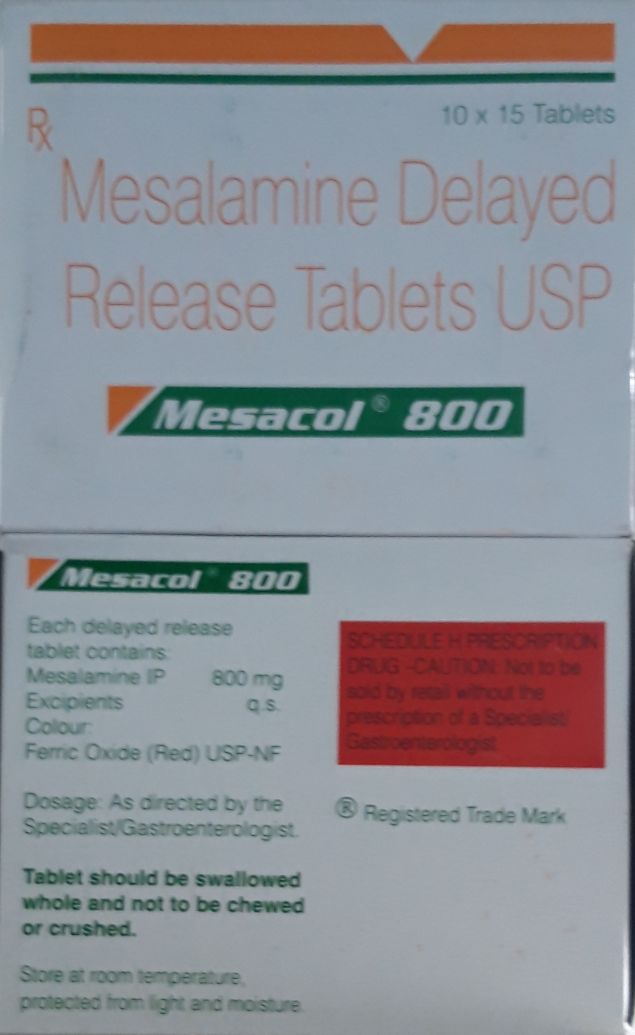 10 x 15 Tablets
Rx
Mesalamine Delayed
Release Tablets USP
Mesacol® 800
Mesacol® 800
Each delayed release
tablet contains:
Mesalamine IP 800 mg
Excipients q.s.
Colour:
Ferric Oxide (Red) USP-NF
Dosage: As directed by the
Specialist/Gastroenterologist.
Tablet should be swallowed
whole and not to be chewed
or crushed.
Store at room temperature,
protected from light and moisture.
SCHEDULE H PRESCRIPTION
DRUG -CAUTION: Not to be
sold by retail without the
prescription of a Specialist/
Gastroenterologist
® Registered Trade Mark